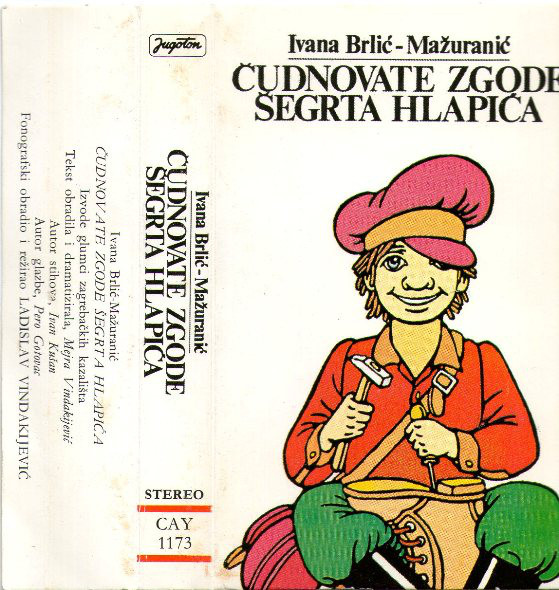 Jugoton
Ivana Brlić-Mažuranić
ČUDNOVATE ZGODE
ŠEGRTA HLAPIĆA
Ivana Brlić-Mažuranić
ČUDNOVATE ZGODE
ŠEGRTA HLAPIĆA
STEREO
CAY
1173
Ivana Brlić-Mažuranić
ČUDNOVATE ZGODE ŠEGRTA HLAPIĆA
Izvode glumci zagrebačkih kazališta
Tekst obradila i dramatizirala, Mejra Vindakijević
Autor stihova, Ivan Kušan
Autor glazbe, Pero Gotovac
Fonografski obradio i režirao LADISLAV VINDAKIJEVIĆ